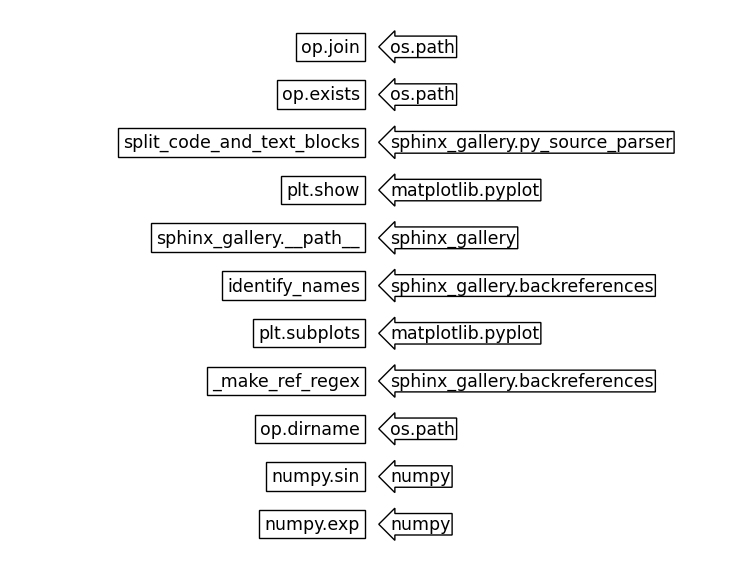 op.join os.path
op.exists os.path
split_code_and_text_blocks sphinx_gallery.py_source_parser
plt.show matplotlib.pyplot
sphinx_gallery.__path__ sphinx_gallery
identify_names sphinx_gallery.backreferences
plt.subplots matplotlib.pyplot
_make_ref_regex sphinx_gallery.backreferences
op.dirname os.path
numpy.sin numpy
numpy.exp numpy